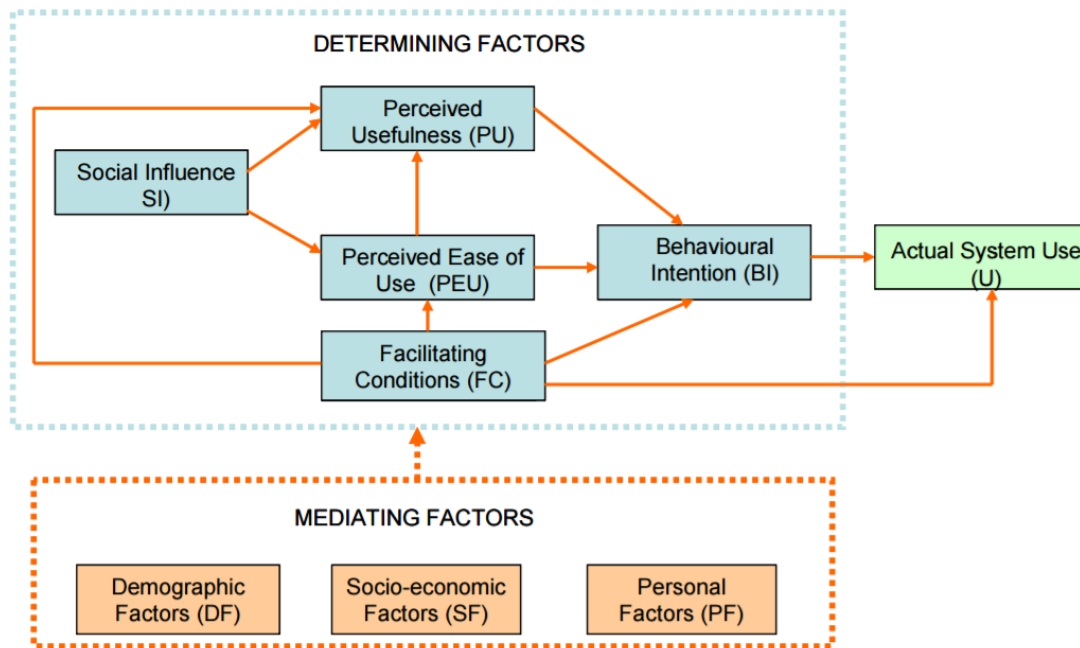 DETERMINING FACTORS
Perceived
Usefulness (PU)
Social Influence
SI)
Perceived Ease of
Use (PEU)
Behavioural
Intention (BI)
Actual System Use
(U)
Facilitating
Conditions (FC)
MEDIATING FACTORS
Demographic
Factors (DF)
Socio-economic
Factors (SF)
Personal
Factors (PF)